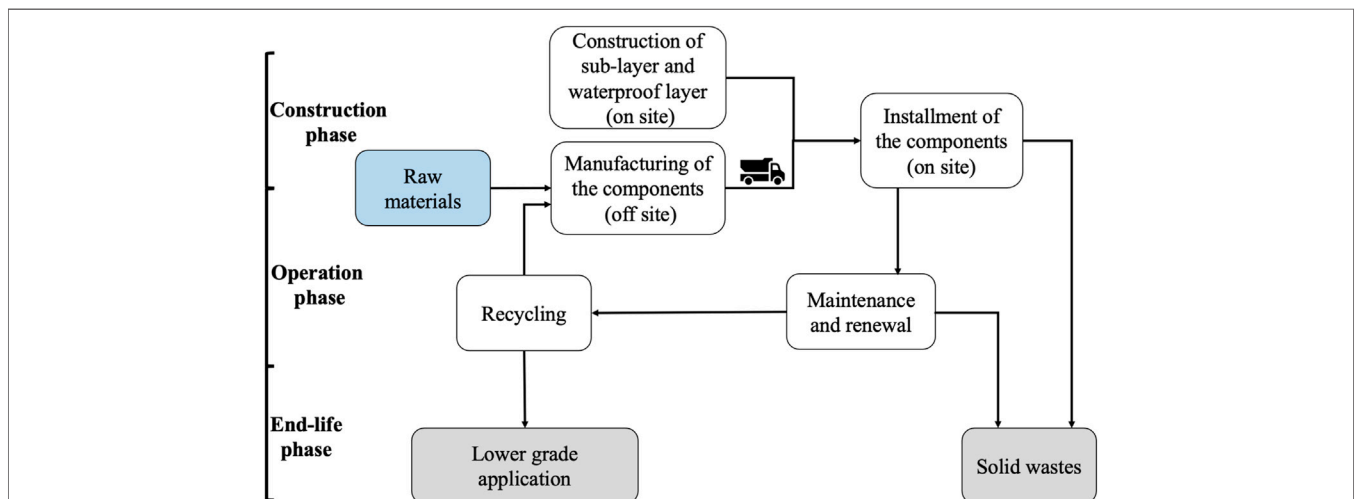 Construction of
sub-layer and
waterproof layer
(on site)
Construction
phase
Installment of
the components
(on site)
Raw
materials
Manufacturing of
the components
(off site)
Operation
phase
Recycling
Maintenance
and renewal
End-life
phase
Lower grade
application
Solid wastes